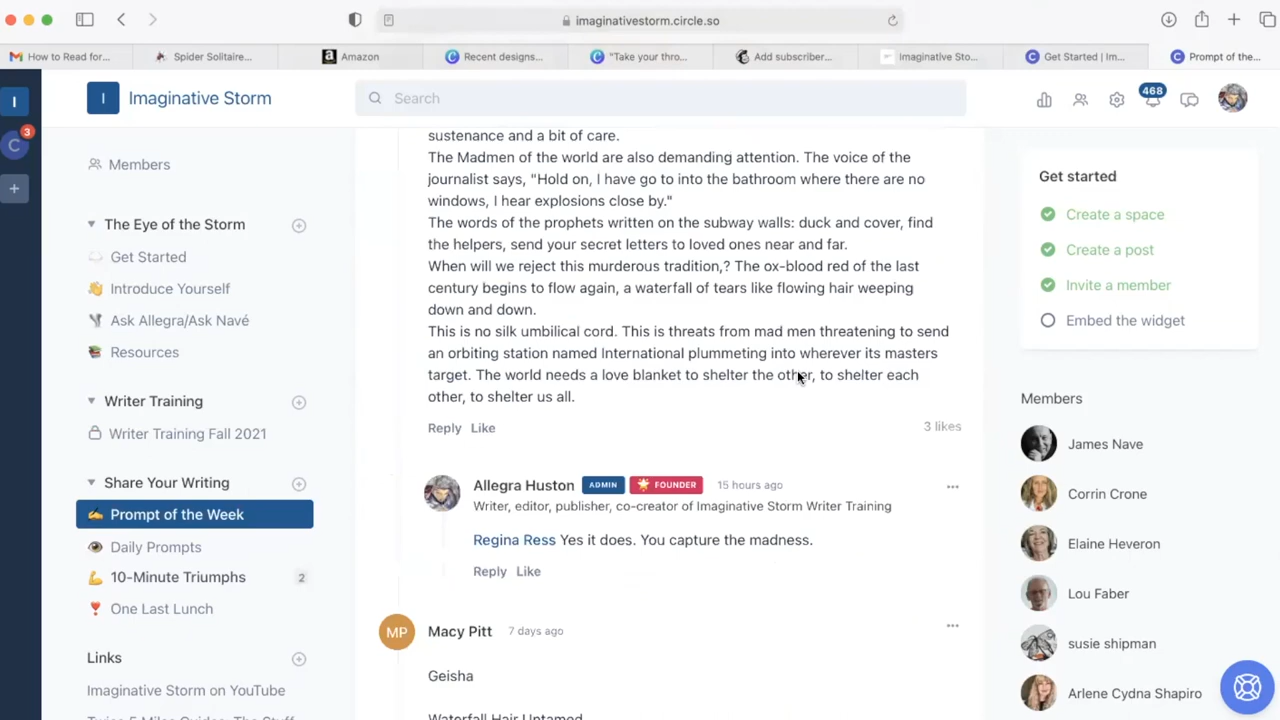 imaginativestorm.circle.so
How to Read for...
Spider Solitaire...
Amazon
Recent designs...
"Take your thro...
Add subscriber...
Imaginative Sto...
Get Started | Im...
Prompt of the...
I
C
3
I
Imaginative Storm
Search
468
Members
The Eye of the Storm
Get Started
Introduce Yourself
Ask Allegra/Ask Navé
Resources
Writer Training
Writer Training Fall 2021
Share Your Writing
Prompt of the Week
Daily Prompts
10-Minute Triumphs 2
One Last Lunch
Links
Imaginative Storm on YouTube
Twice 5 Miles Guides: The Stuff
sustenance and a bit of care.
The Madmen of the world are also demanding attention. The voice of the
journalist says, "Hold on, I have go to into the bathroom where there are no
windows, I hear explosions close by."
The words of the prophets written on the subway walls: duck and cover, find
the helpers, send your secret letters to loved ones near and far.
When will we reject this murderous tradition,? The ox-blood red of the last
century begins to flow again, a waterfall of tears like flowing hair weeping
down and down.
This is no silk umbilical cord. This is threats from mad men threatening to send
an orbiting station named International plummeting into wherever its masters
target. The world needs a love blanket to shelter the other, to shelter each
other, to shelter us all.
Reply Like 3 likes
Allegra Huston ADMIN FOUNDER 15 hours ago
Writer, editor, publisher, co-creator of Imaginative Storm Writer Training
Regina Ress Yes it does. You capture the madness.
Reply Like
MP
Macy Pitt 7 days ago
Geisha
Waterfall Hair Untamed
Get started
Create a space
Create a post
Invite a member
Embed the widget
Members
James Nave
Corrin Crone
Elaine Heveron
Lou Faber
susie shipman
Arlene Cydna Shapiro